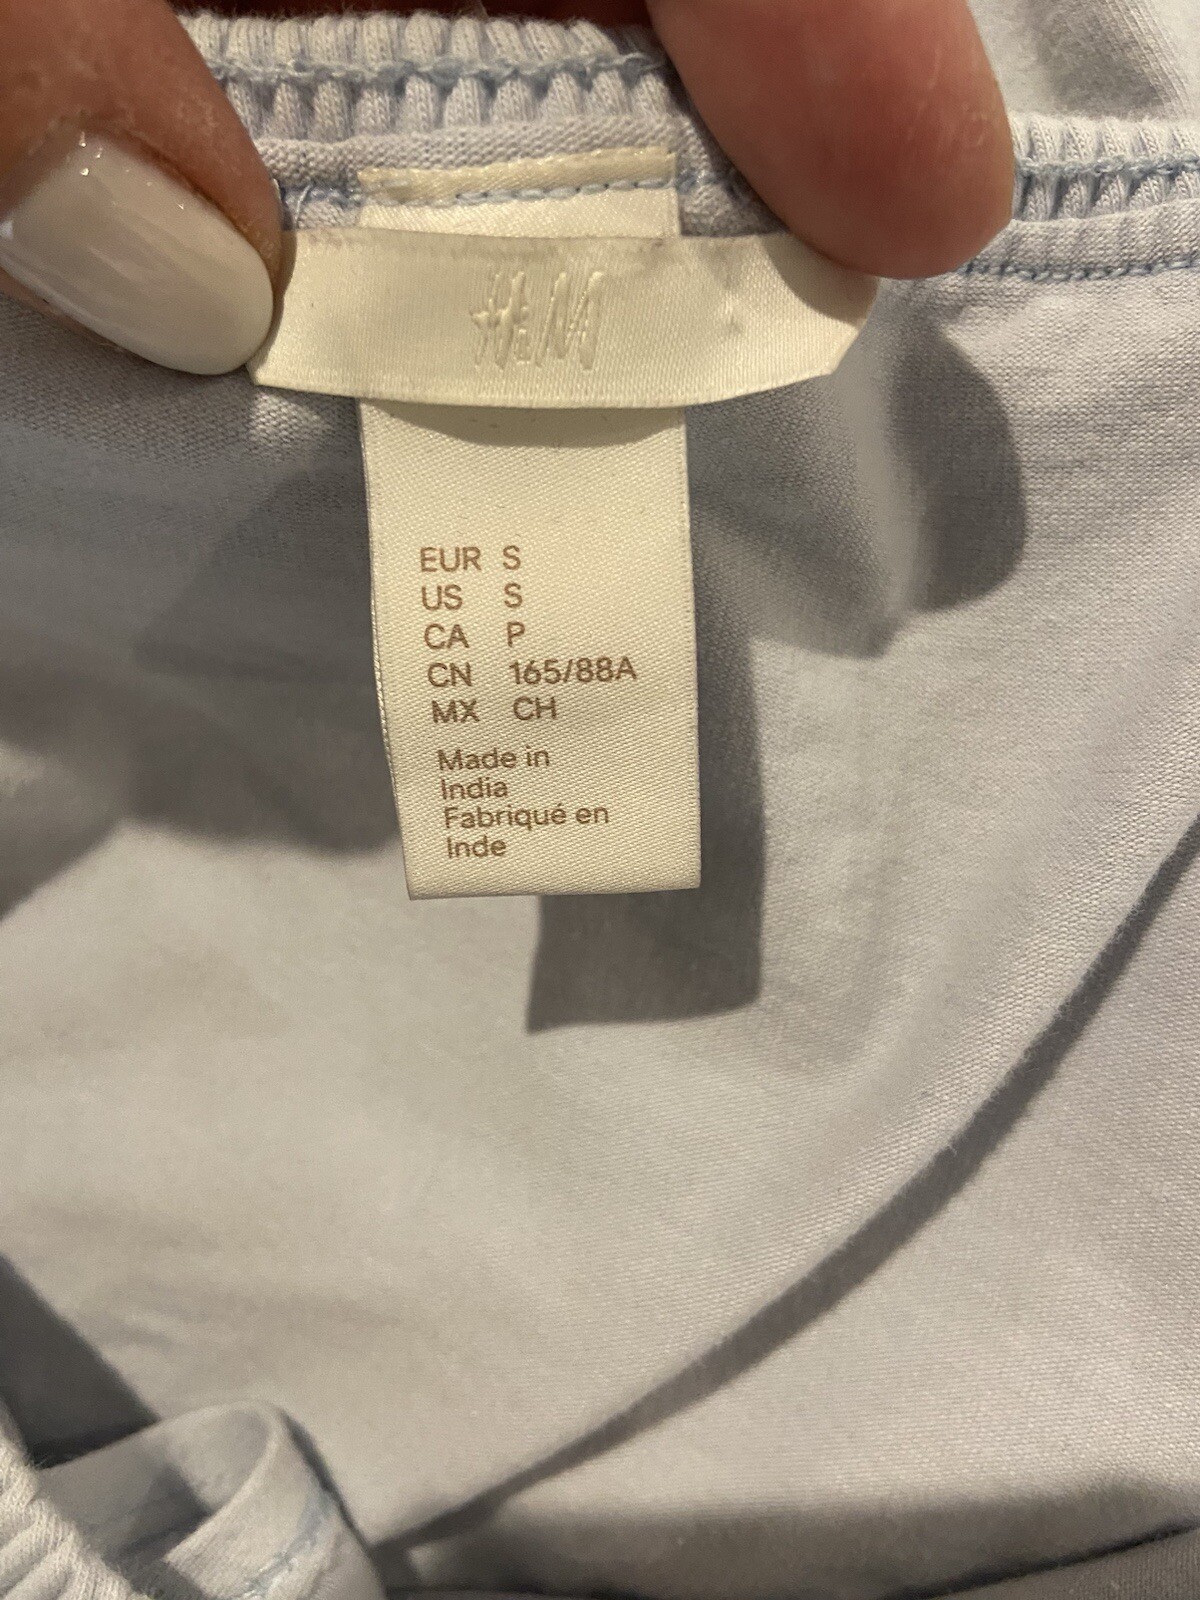 H&M
EUR S
US S
CA P
CN 165/88A
MX CH
Made in
India
Fabriqué en
Inde